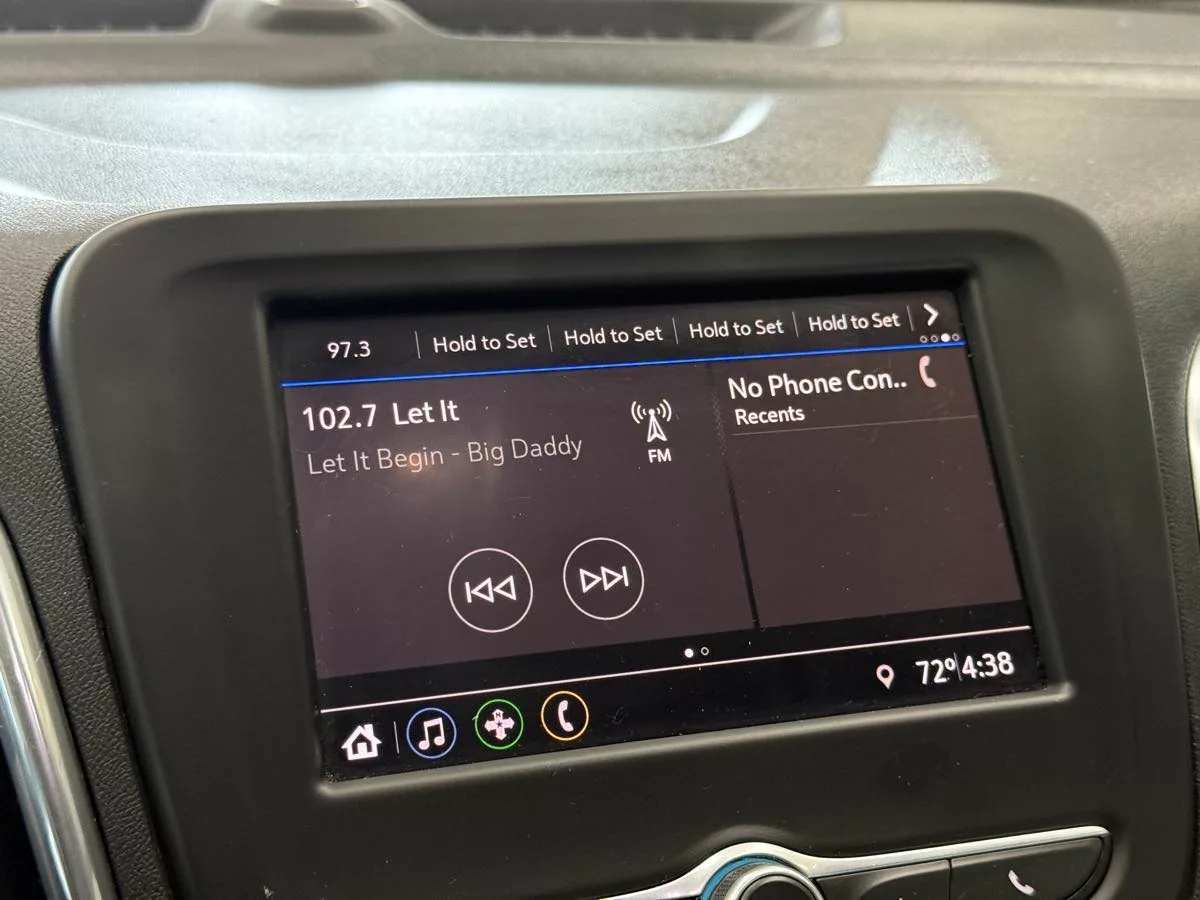 97.3 Hold to Set Hold to Set Hold to Set Hold to Set
102.7 Let It
Let It Begin - Big Daddy
FM
No Phone Con..
Recents
72° 4:38